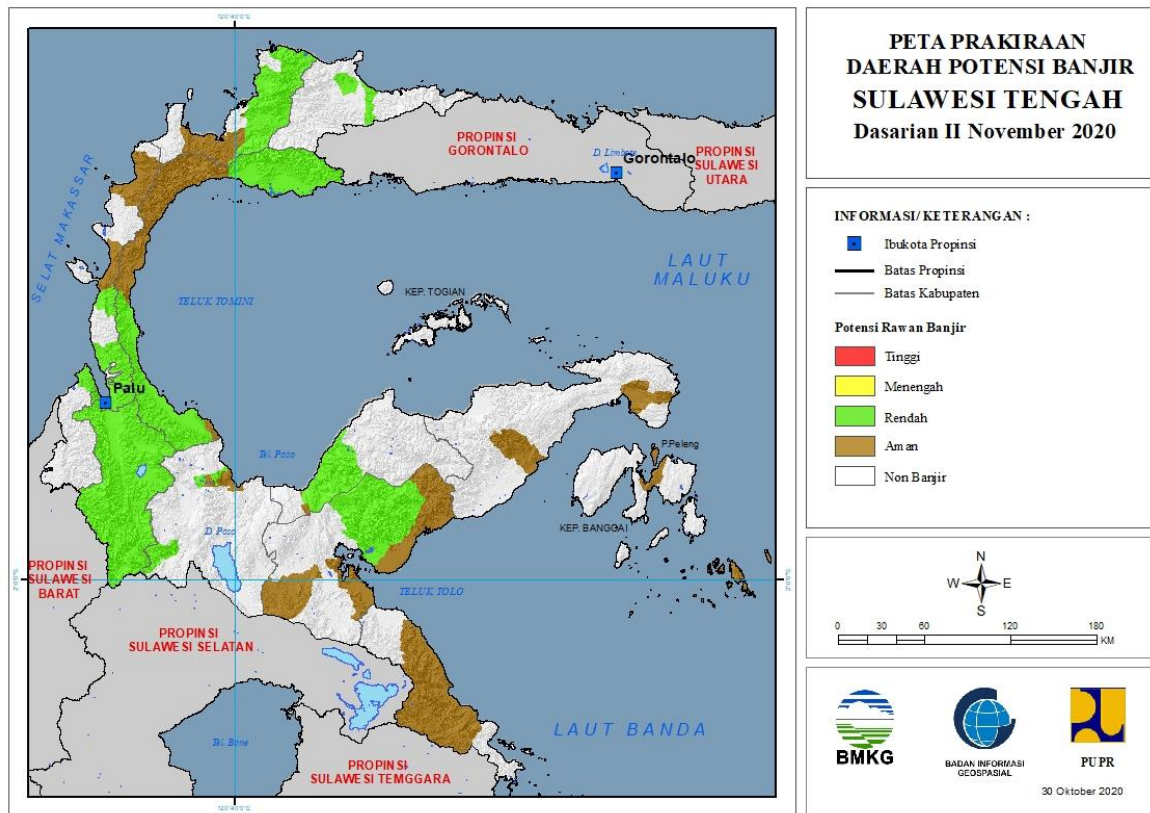 PETA PRAKIRAAN
DAERAH POTENSI BANJIR
SULAWESI TENGAH
Dasarian II November 2020
INFORMASI/ KETERANGAN :
Ibukota Propinsi
Batas Propinsi
Batas Kabupaten
Potensi Rawan Banjir
Tinggi
Menengah
Rendah
Aman
Non Banjir
N
W E
S
0 30 60 120 180
KM
BMKG
BADAN INFORMASI
GEOSPASIAL
PUPR
30 Oktober 2020
120°40'0"E
PROPINSI
GORONTALO
D. Limboto
Gorontalo
PROPINSI
SULAWESI
UTARA
SELAT MAKASSAR
LAUT
MALUKU
TELUK TOMINI
KEP. TOGIAN
Palu
Tel. Poso
P.Peleng
KEP. BANGGAI
D. Poso
PROPINSI
SULAWESI
BARAT
TELUK TOLO
PROPINSI
SULAWESI SELATAN
LAUT BANDA
Tel. Bone
PROPINSI
SULAWESI TEMGGARA